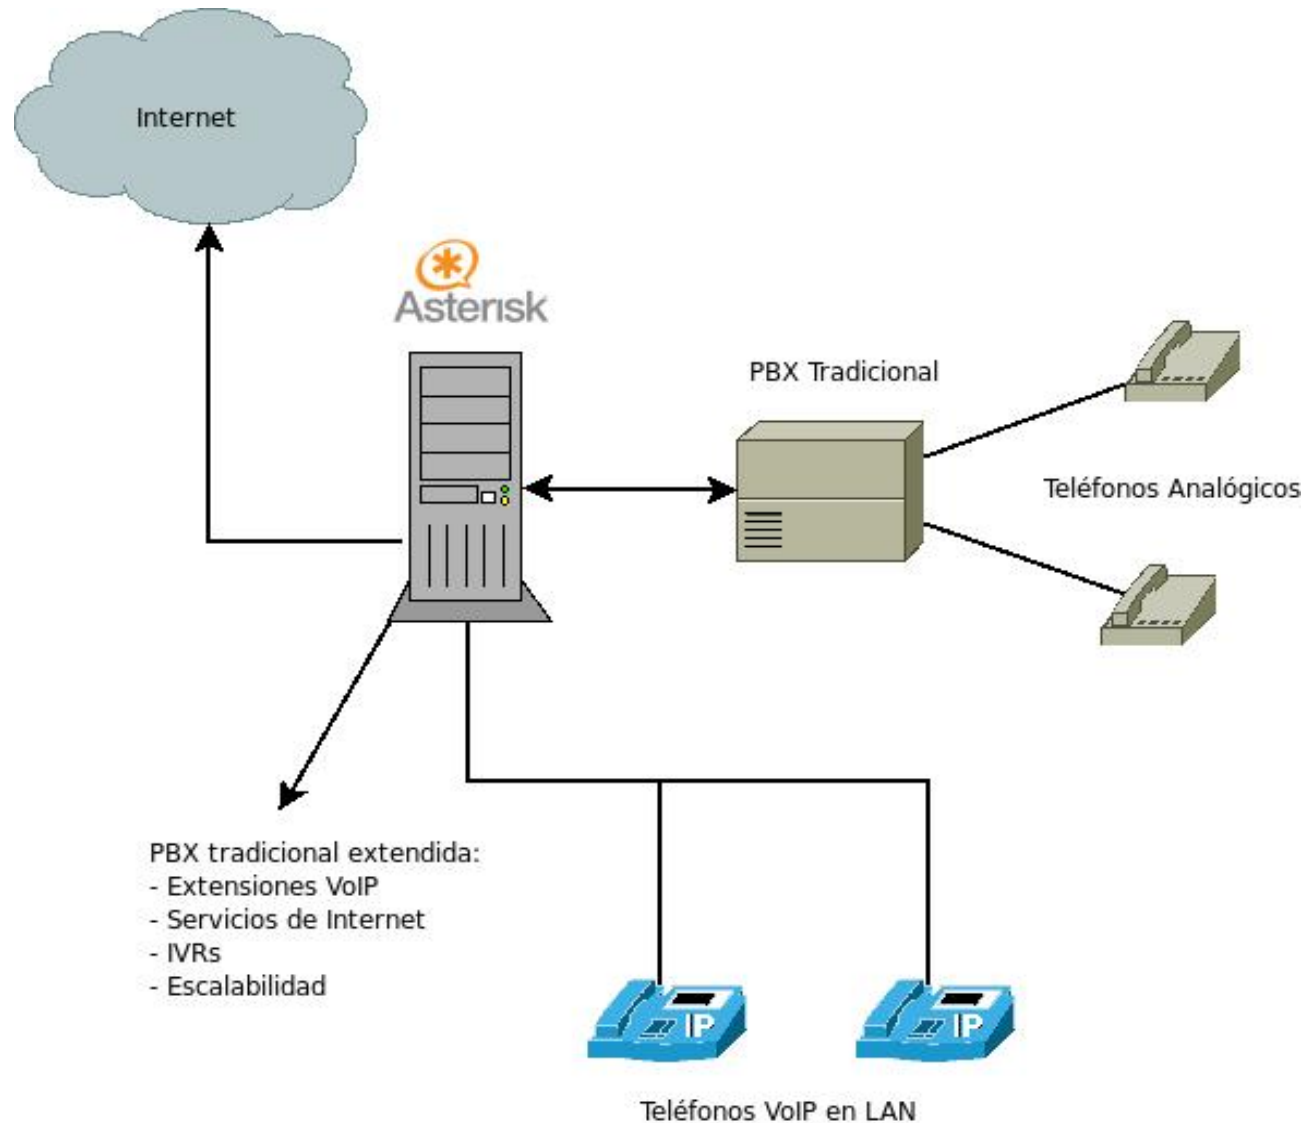 Internet
Asterisk
PBX Tradicional
Teléfonos Analógicos
PBX tradicional extendida:
- Extensiones VoIP
- Servicios de Internet
- IVRs
- Escalabilidad
IP
IP
Teléfonos VoIP en LAN